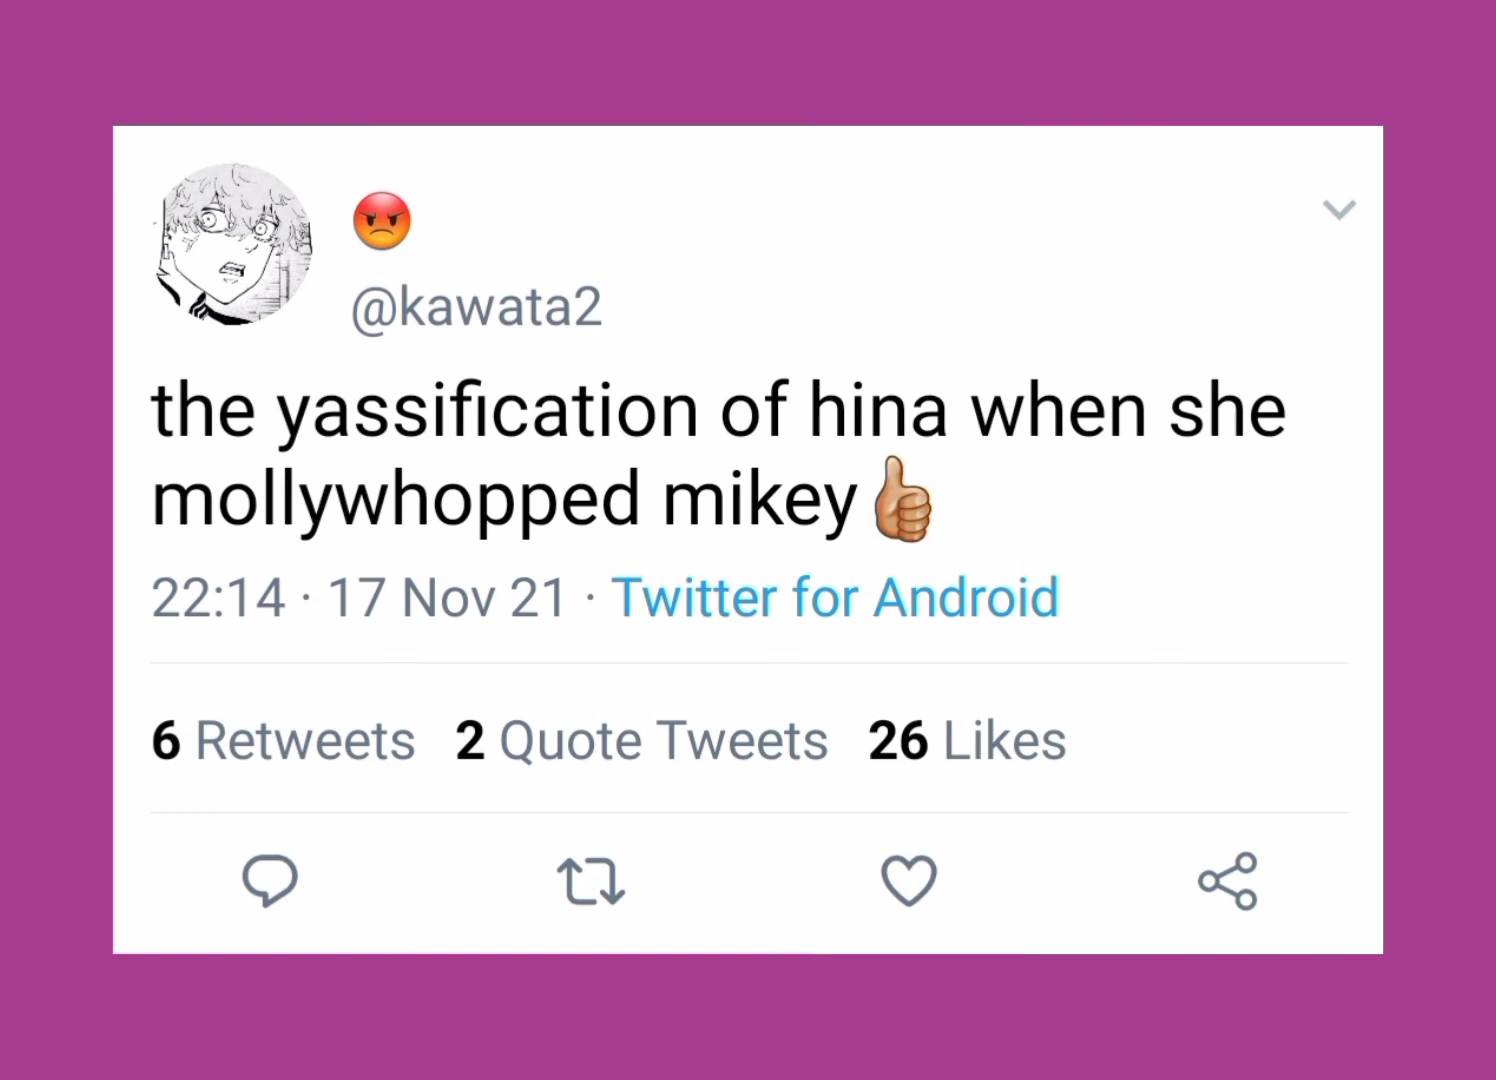 😡
@kawata2
the yassification of hina when she
mollywhopped mikey👍🏽
22:14 · 17 Nov 21 · Twitter for Android
6 Retweets 2 Quote Tweets 26 Likes